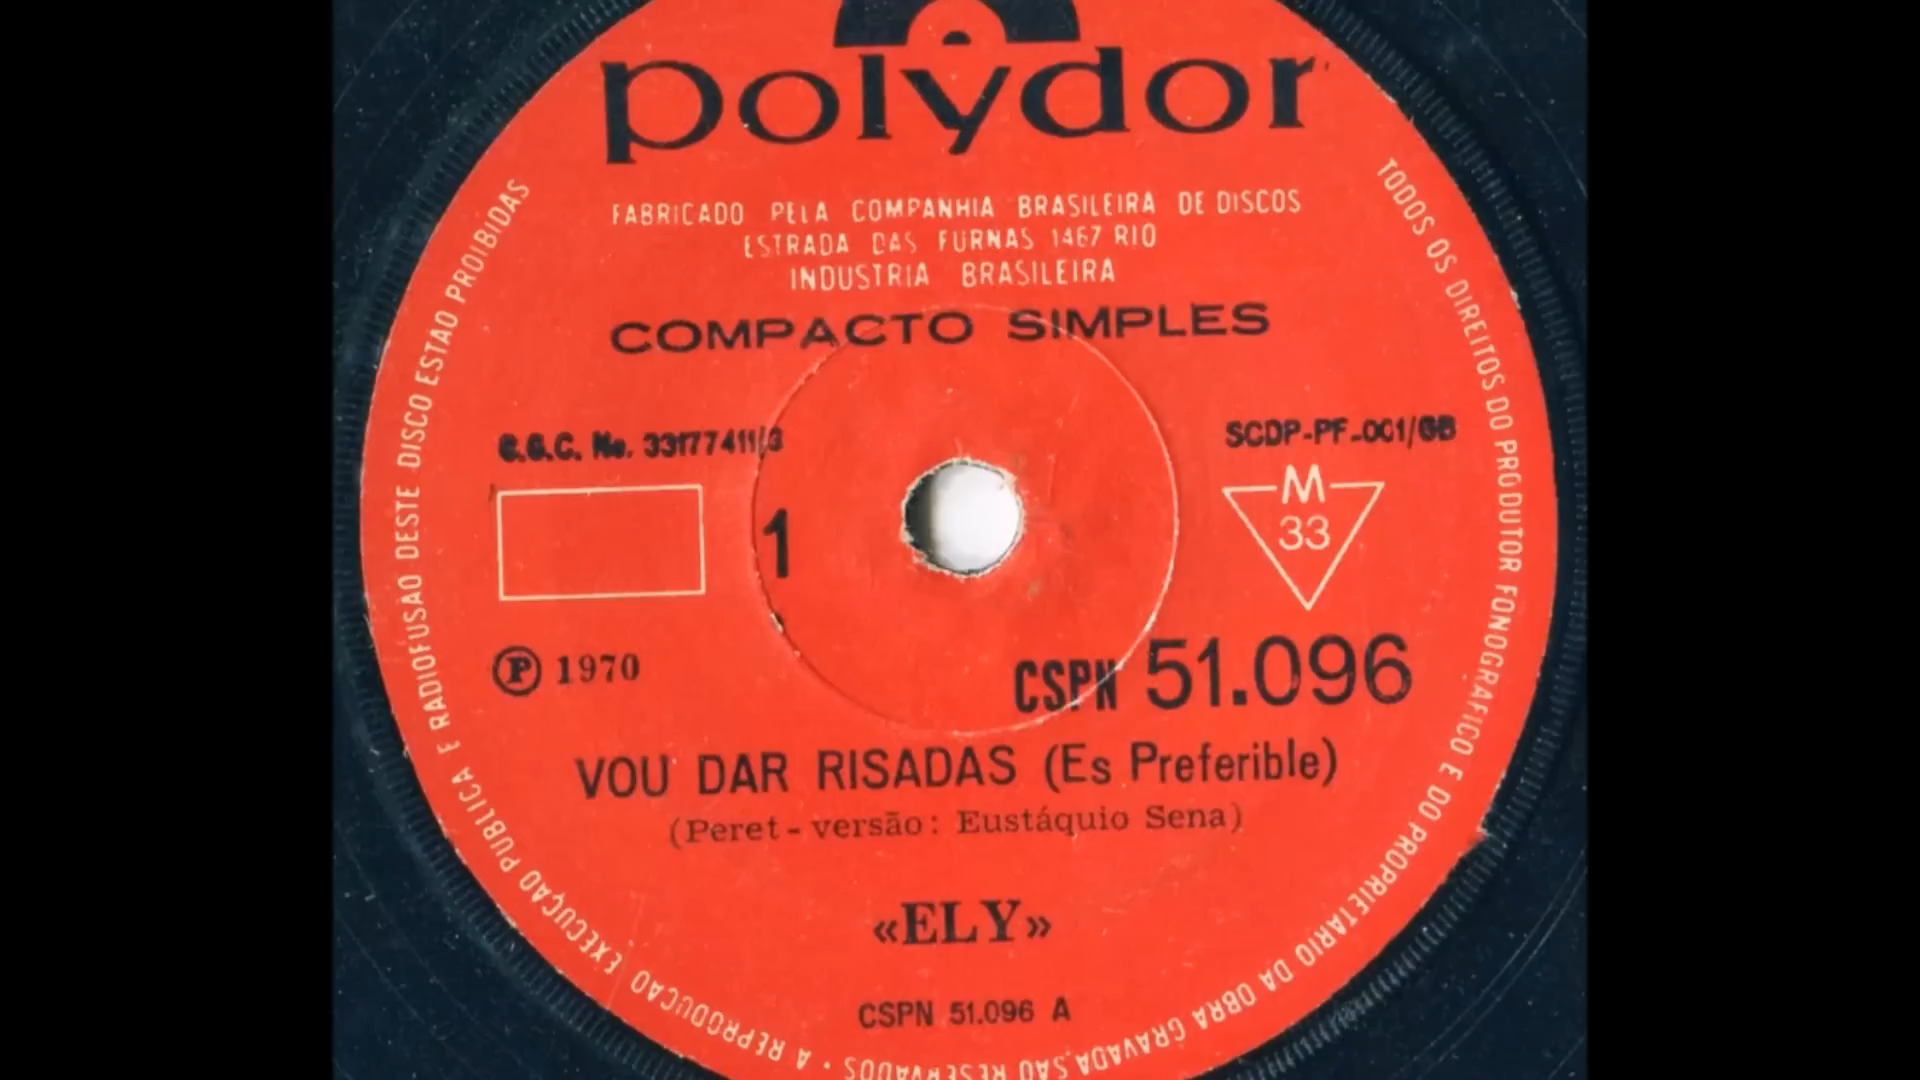 polydor
FABRICADO PELA COMPANHIA BRASILEIRA DE DISCOS
ESTRADA DAS FURNAS 1467 RIO
INDUSTRIA BRASILEIRA
COMPACTO SIMPLES
C.G.C. No. 33177411/3
SCDP-PF-001/GB
M
33
1
Ⓟ 1970
CSPN 51.096
VOU DAR RISADAS (Es Preferible)
(Peret - versão: Eustáquio Sena)
«ELY»
CSPN 51.096 A
TODOS OS DIREITOS DO PRODUTOR FONOGRAFICO E DO PROPRIETARIO DA OBRA GRAVADA SAO RESERVADOS • A REPRODUCAO EXECUÇAO PUBLICA E RADIOFUSAO DESTE DISCO ESTAO PROIBIDAS